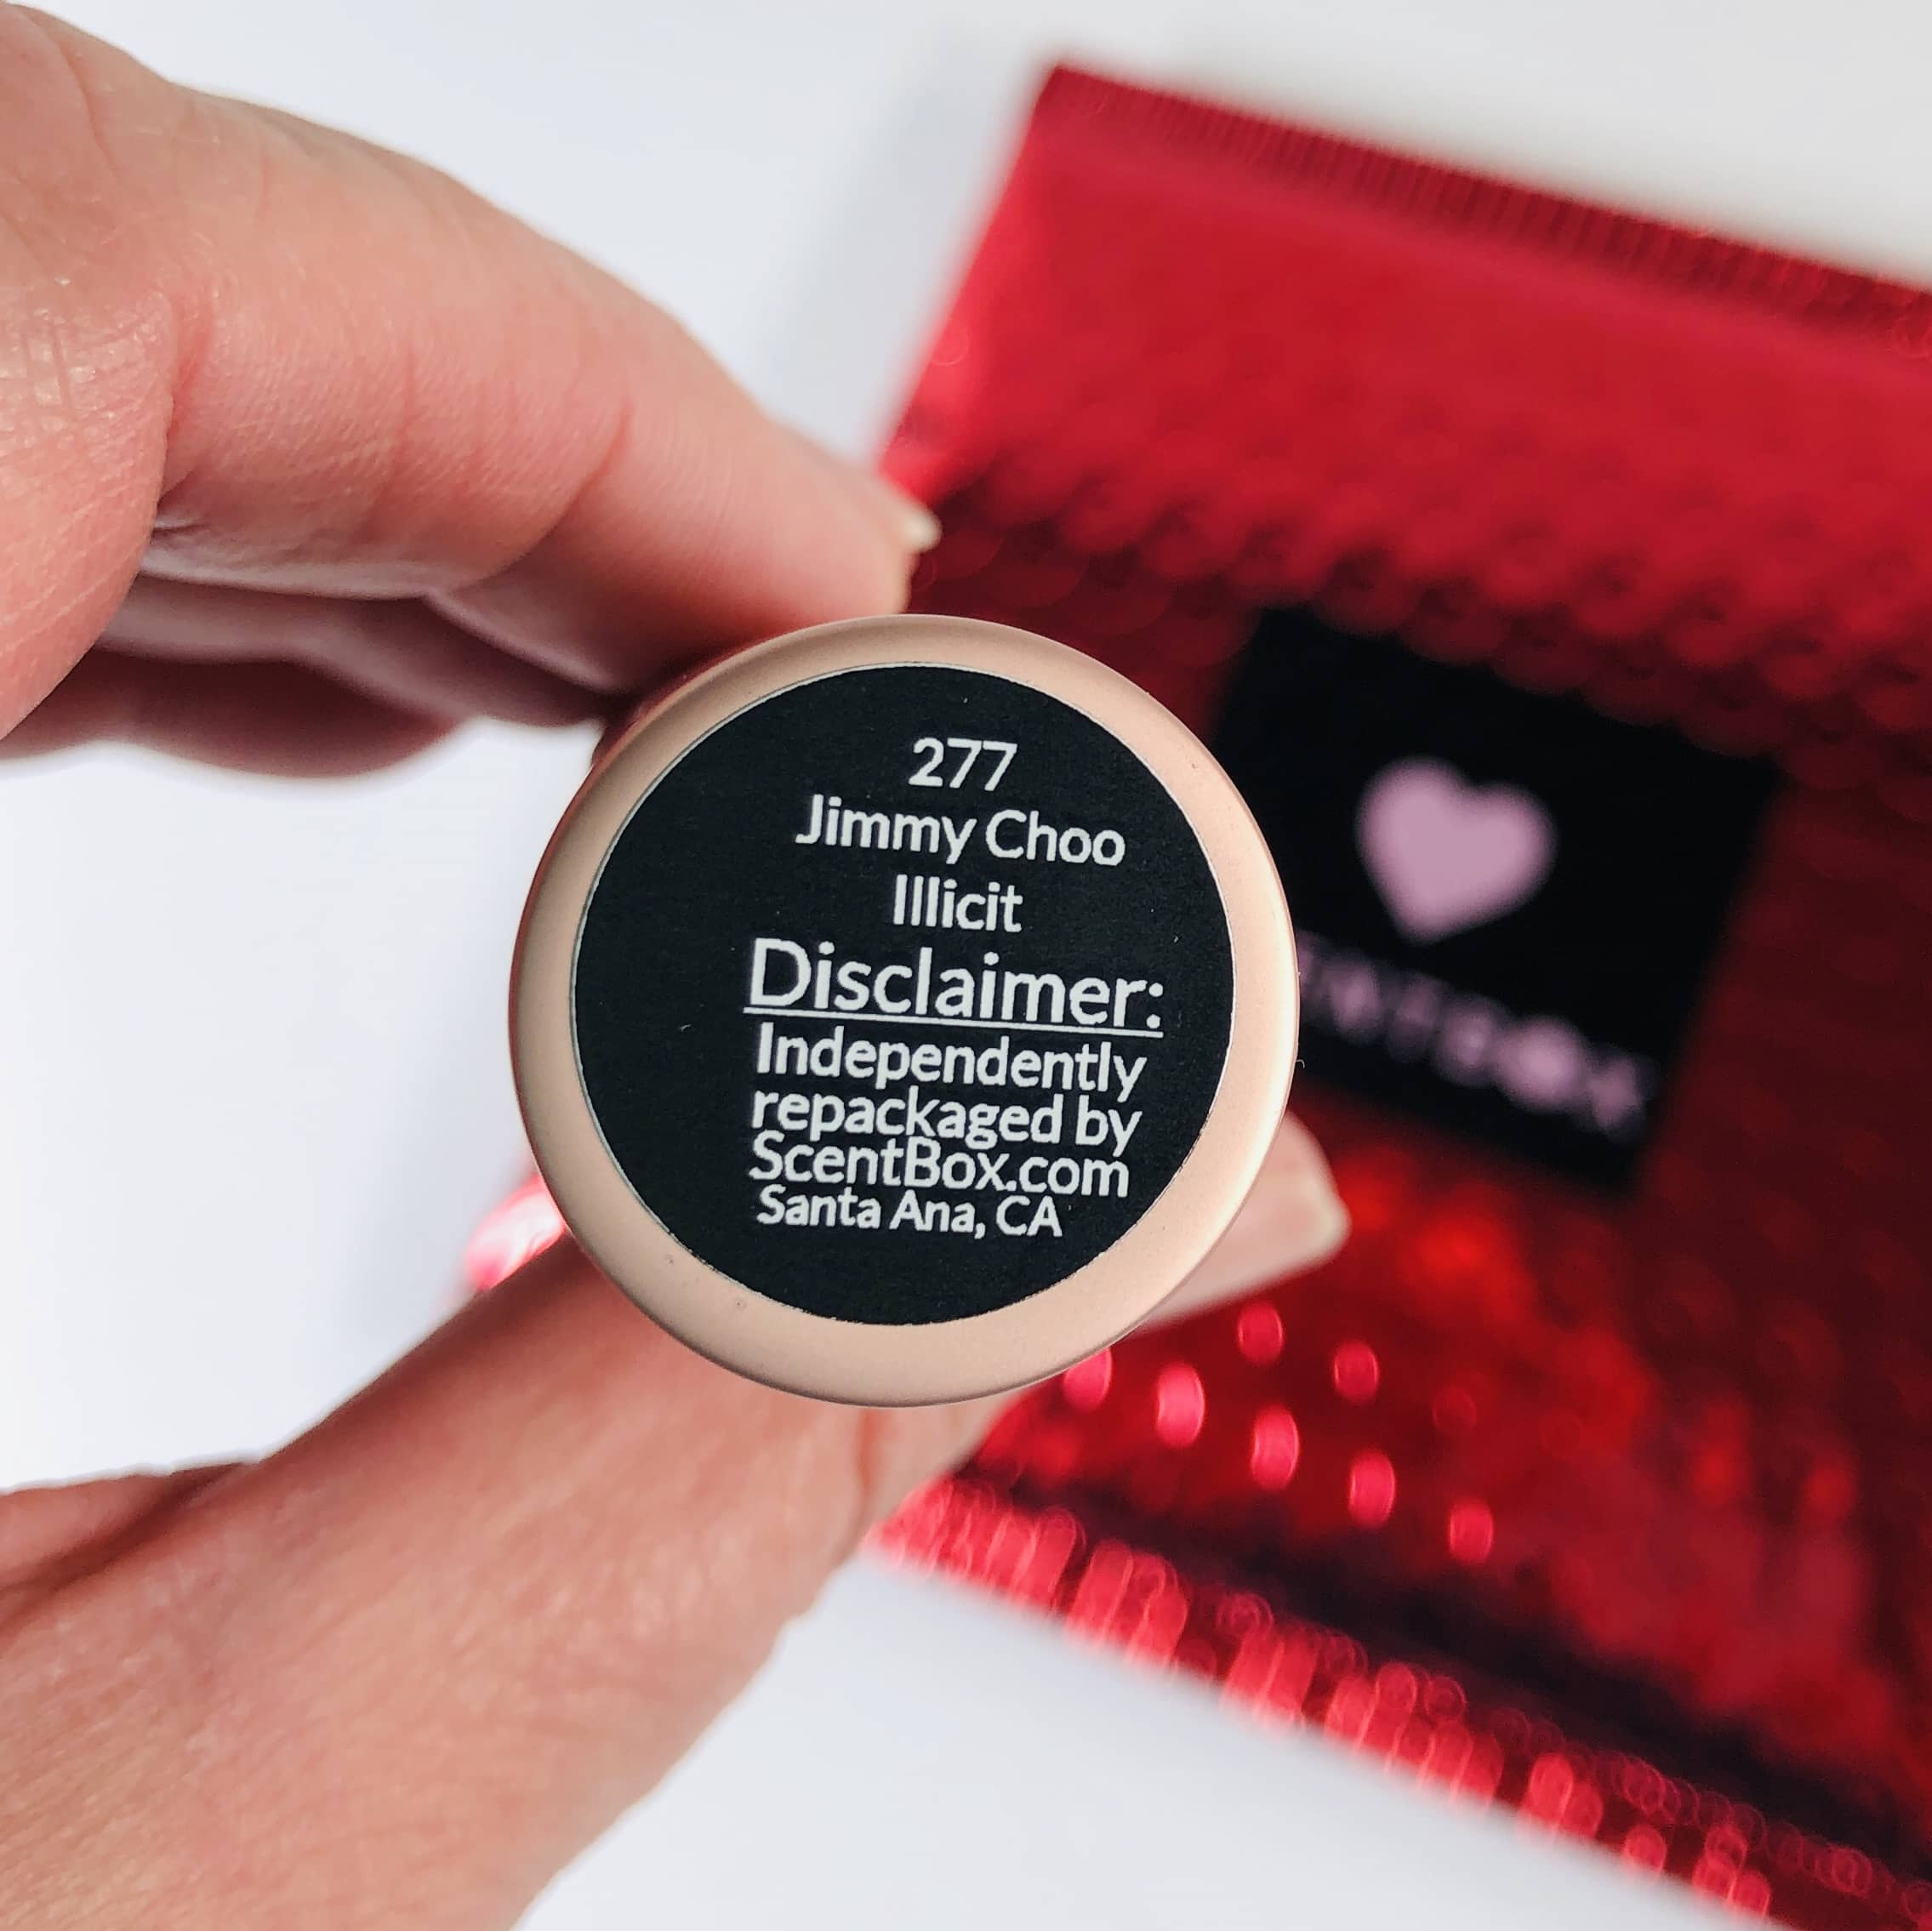 277
Jimmy Choo
Illicit
Disclaimer:
Independently
repackaged by
ScentBox.com
Santa Ana, CA